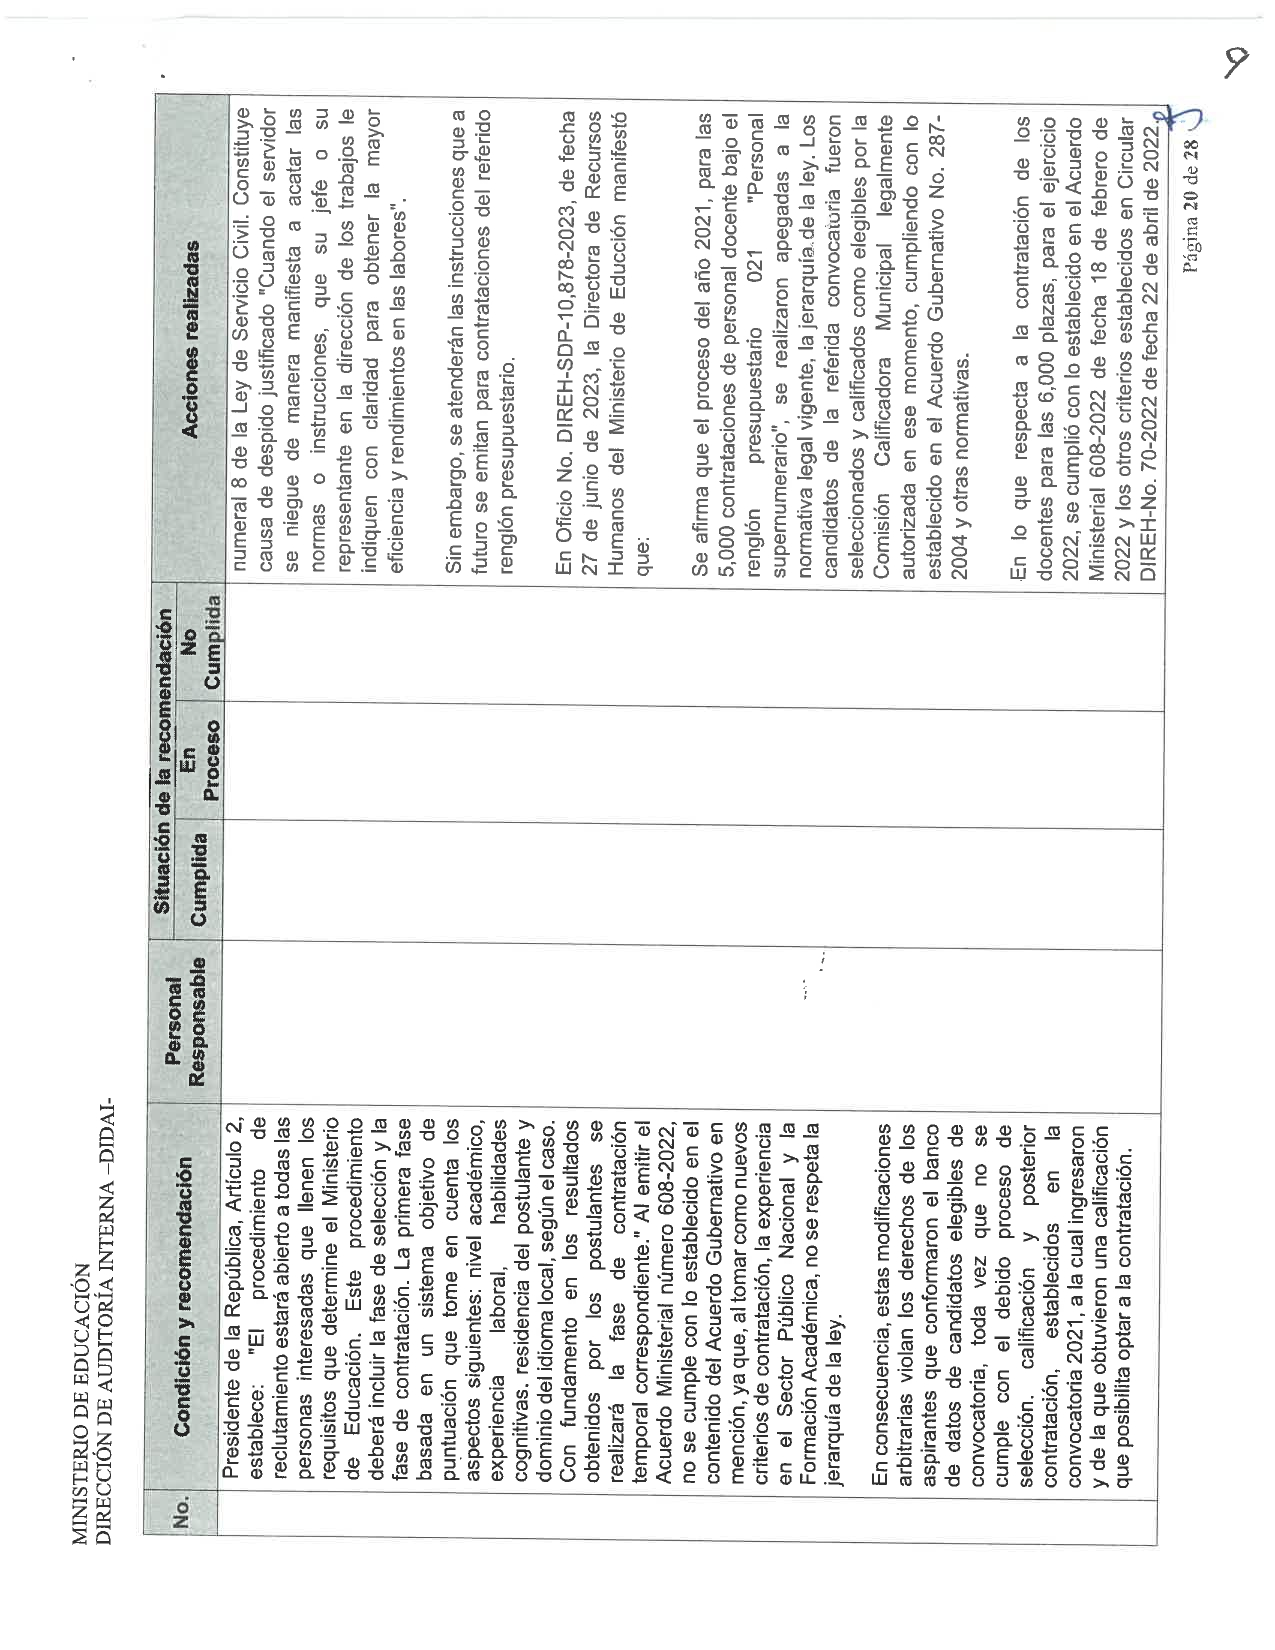 MINISTERIO DE EDUCACIÓN
DIRECCIÓN DE AUDITORÍA INTERNA –DIDAI-
No.
Condición y recomendación
Personal
Responsable
Situación de la recomendación
Cumplida
En
Proceso
No
Cumplida
Acciones realizadas
Presidente de la República, Artículo 2,
establece: "El procedimiento de
reclutamiento estará abierto a todas las
personas interesadas que llenen los
requisitos que determine el Ministerio
de Educación. Este procedimiento
deberá incluir la fase de selección y la
fase de contratación. La primera fase
basada en un sistema objetivo de
puntuación que tome en cuenta los
aspectos siguientes: nivel académico,
experiencia laboral, habilidades
cognitivas. residencia del postulante y
dominio del idioma local, según el caso.
Con fundamento en los resultados
obtenidos por los postulantes se
realizará la fase de contratación
temporal correspondiente." Al emitir el
Acuerdo Ministerial número 608-2022,
no se cumple con lo establecido en el
contenido del Acuerdo Gubernativo en
mención, ya que, al tomar como nuevos
criterios de contratación, la experiencia
en el Sector Público Nacional y la
Formación Académica, no se respeta la
jerarquía de la ley.
En consecuencia, estas modificaciones
arbitrarias violan los derechos de los
aspirantes que conformaron el banco
de datos de candidatos elegibles de
convocatoria, toda vez que no se
cumple con el debido proceso de
selección, calificación y posterior
contratación, establecidos en la
convocatoria 2021, a la cual ingresaron
y de la que obtuvieron una calificación
que posibilita optar a la contratación.
numeral 8 de la Ley de Servicio Civil. Constituye
causa de despido justificado "Cuando el servidor
se niegue de manera manifiesta a acatar las
normas o instrucciones, que su jefe o su
representante en la dirección de los trabajos le
indiquen con claridad para obtener la mayor
eficiencia y rendimientos en las labores".
Sin embargo, se atenderán las instrucciones que a
futuro se emitan para contrataciones del referido
renglón presupuestario.
En Oficio No. DIREH-SDP-10,878-2023, de fecha
27 de junio de 2023, la Directora de Recursos
Humanos del Ministerio de Educación manifestó
que:
Se afirma que el proceso del año 2021, para las
5,000 contrataciones de personal docente bajo el
renglón presupuestario 021 "Personal
supernumerario", se realizaron apegadas a la
normativa legal vigente, la jerarquía de la ley. Los
candidatos de la referida convocatoria fueron
seleccionados y calificados como elegibles por la
Comisión Calificadora Municipal legalmente
autorizada en ese momento, cumpliendo con lo
establecido en el Acuerdo Gubernativo No. 287-
2004 y otras normativas.
En lo que respecta a la contratación de los
docentes para las 6,000 plazas, para el ejercicio
2022, se cumplió con lo establecido en el Acuerdo
Ministerial 608-2022 de fecha 18 de febrero de
2022 y los otros criterios establecidos en Circular
DIREH-No. 70-2022 de fecha 22 de abril de 2022,
Página 20 de 28
9